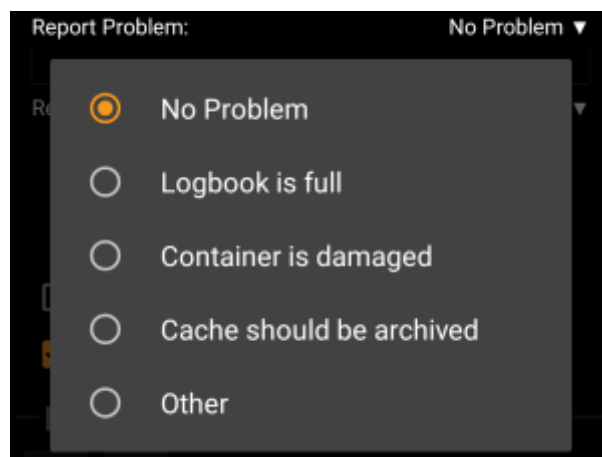 Report Problem: No Problem ▼
No Problem
Logbook is full
Container is damaged
Cache should be archived
Other